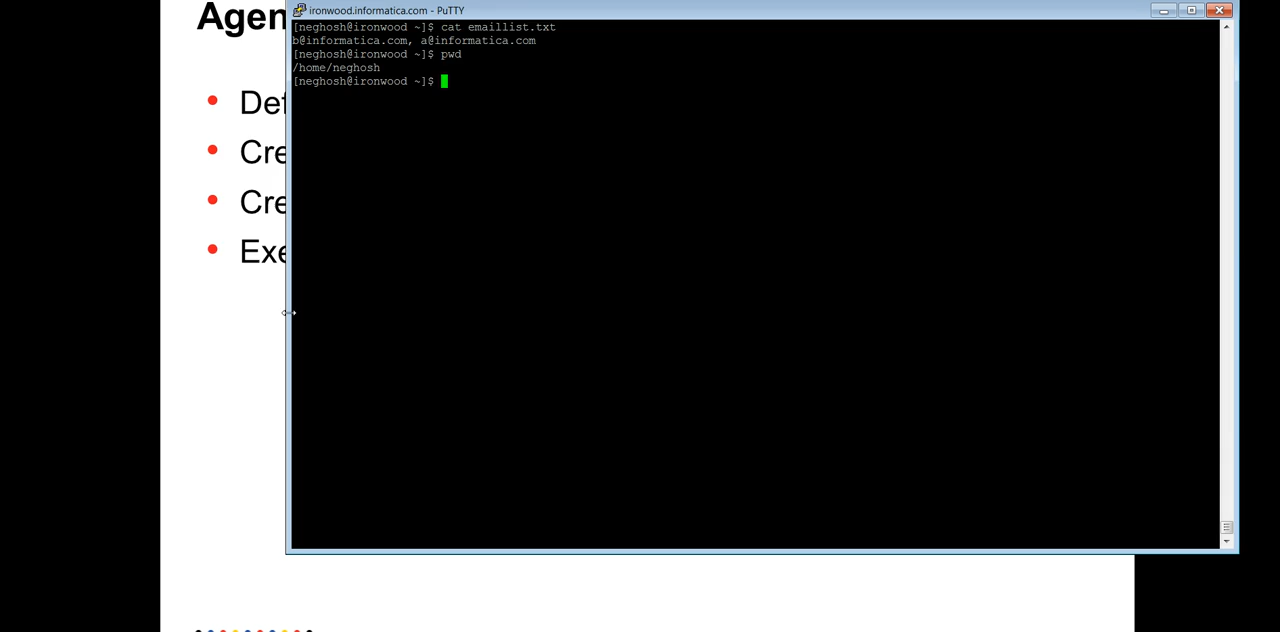 Agen
ironwood.informatica.com - PuTTY
[neghosh@ironwood ~]$ cat emaillist.txt
b@informatica.com, a@informatica.com
[neghosh@ironwood ~]$ pwd
/home/neghosh
[neghosh@ironwood ~]$
Def
Cre
Cre
Exe